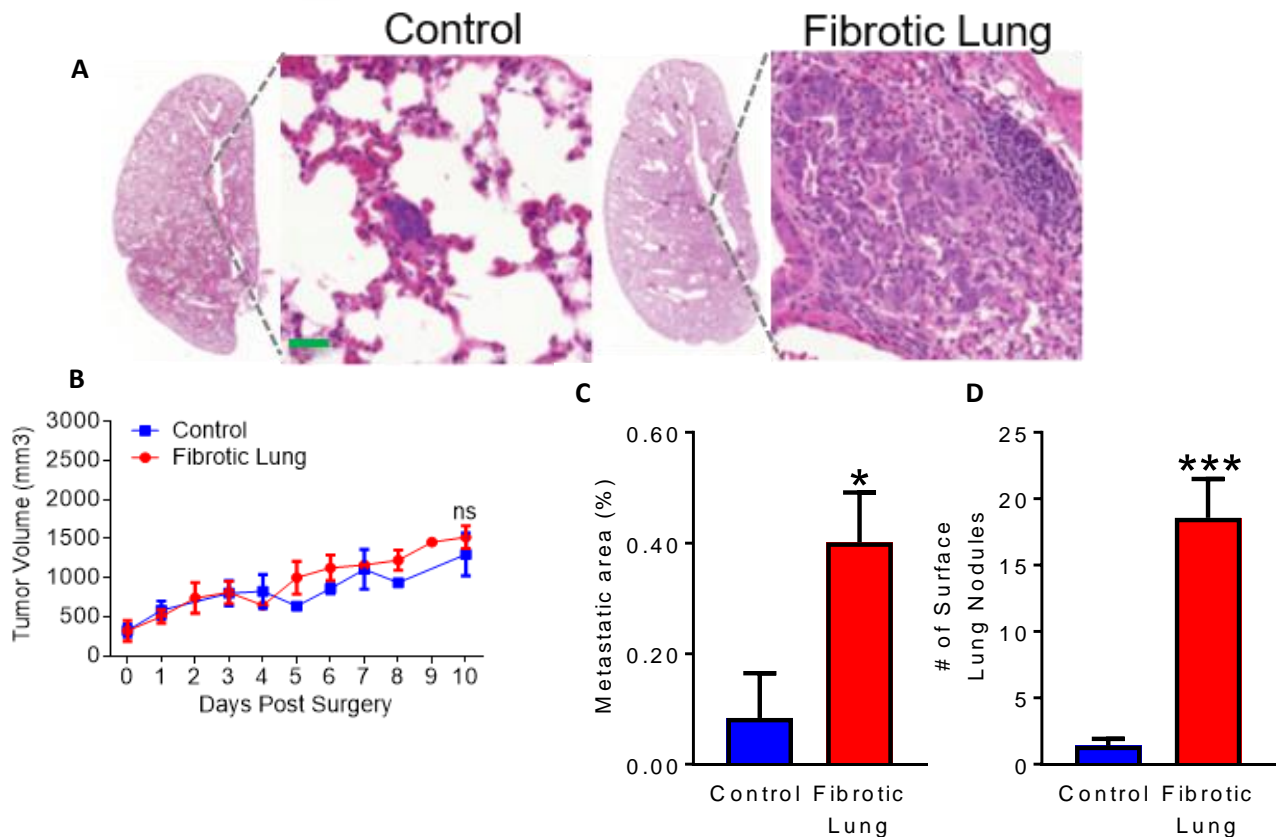 Control
Fibrotic Lung
A
B
3000
2500
2000
1500
1000
500
0
Tumor Volume (mm3)
Control
Fibrotic Lung
ns
0 1 2 3 4 5 6 7 8 9 10
Days Post Surgery
C
0.60
0.40
0.20
0.00
Metastatic area (%)
*
Control Fibrotic
Lung
D
25
20
15
10
5
0
# of Surface
Lung Nodules
***
Control Fibrotic
Lung